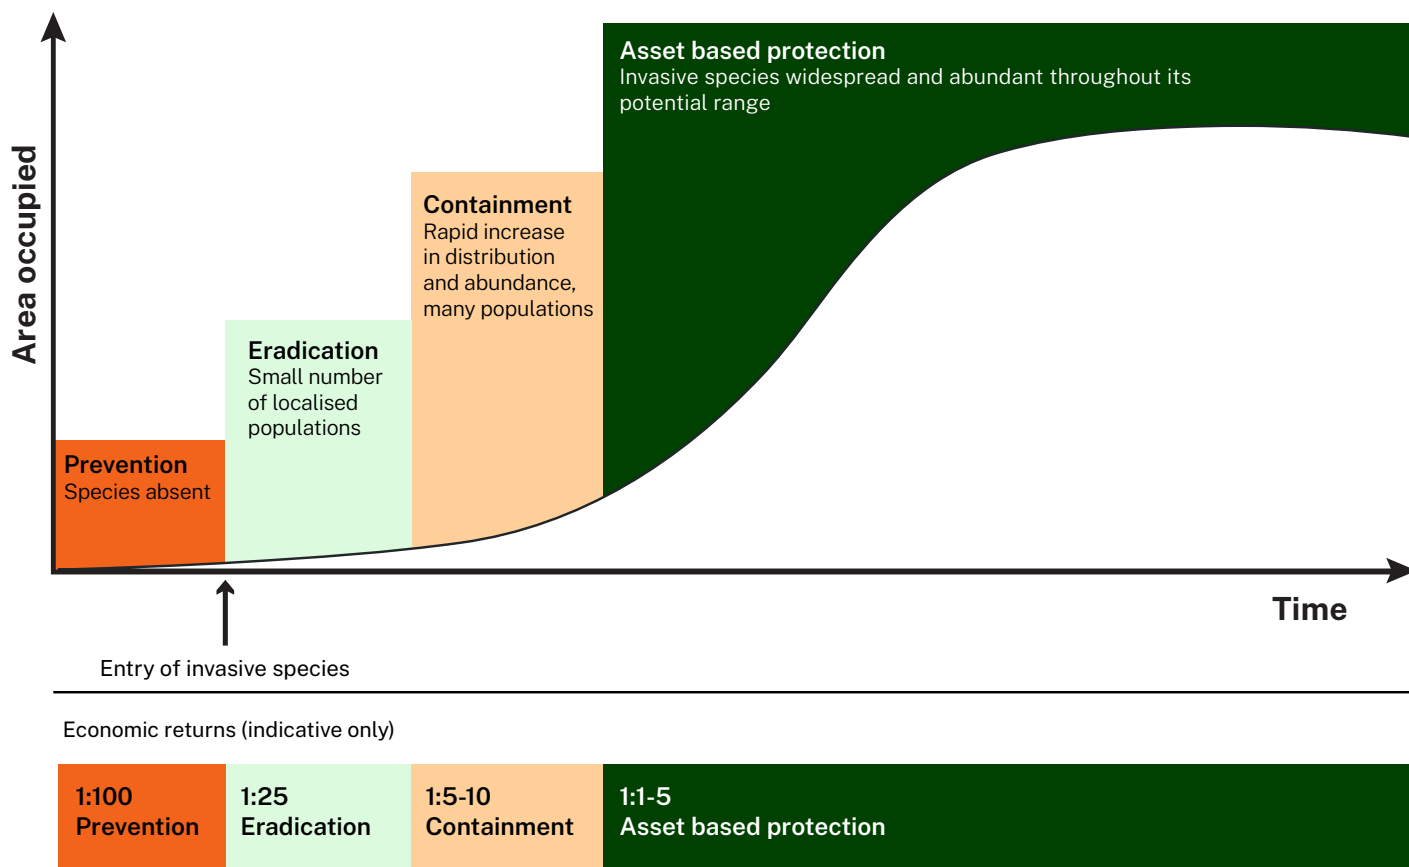 Asset based protection
Invasive species widespread and abundant throughout its
potential range
Containment
Rapid increase
in distribution
and abundance,
many populations
Eradication
Small number
of localised
populations
Prevention
Species absent
Area occupied
Time
Entry of invasive species
Economic returns (indicative only)
1:100
Prevention
1:25
Eradication
1:5-10
Containment
1:1-5
Asset based protection